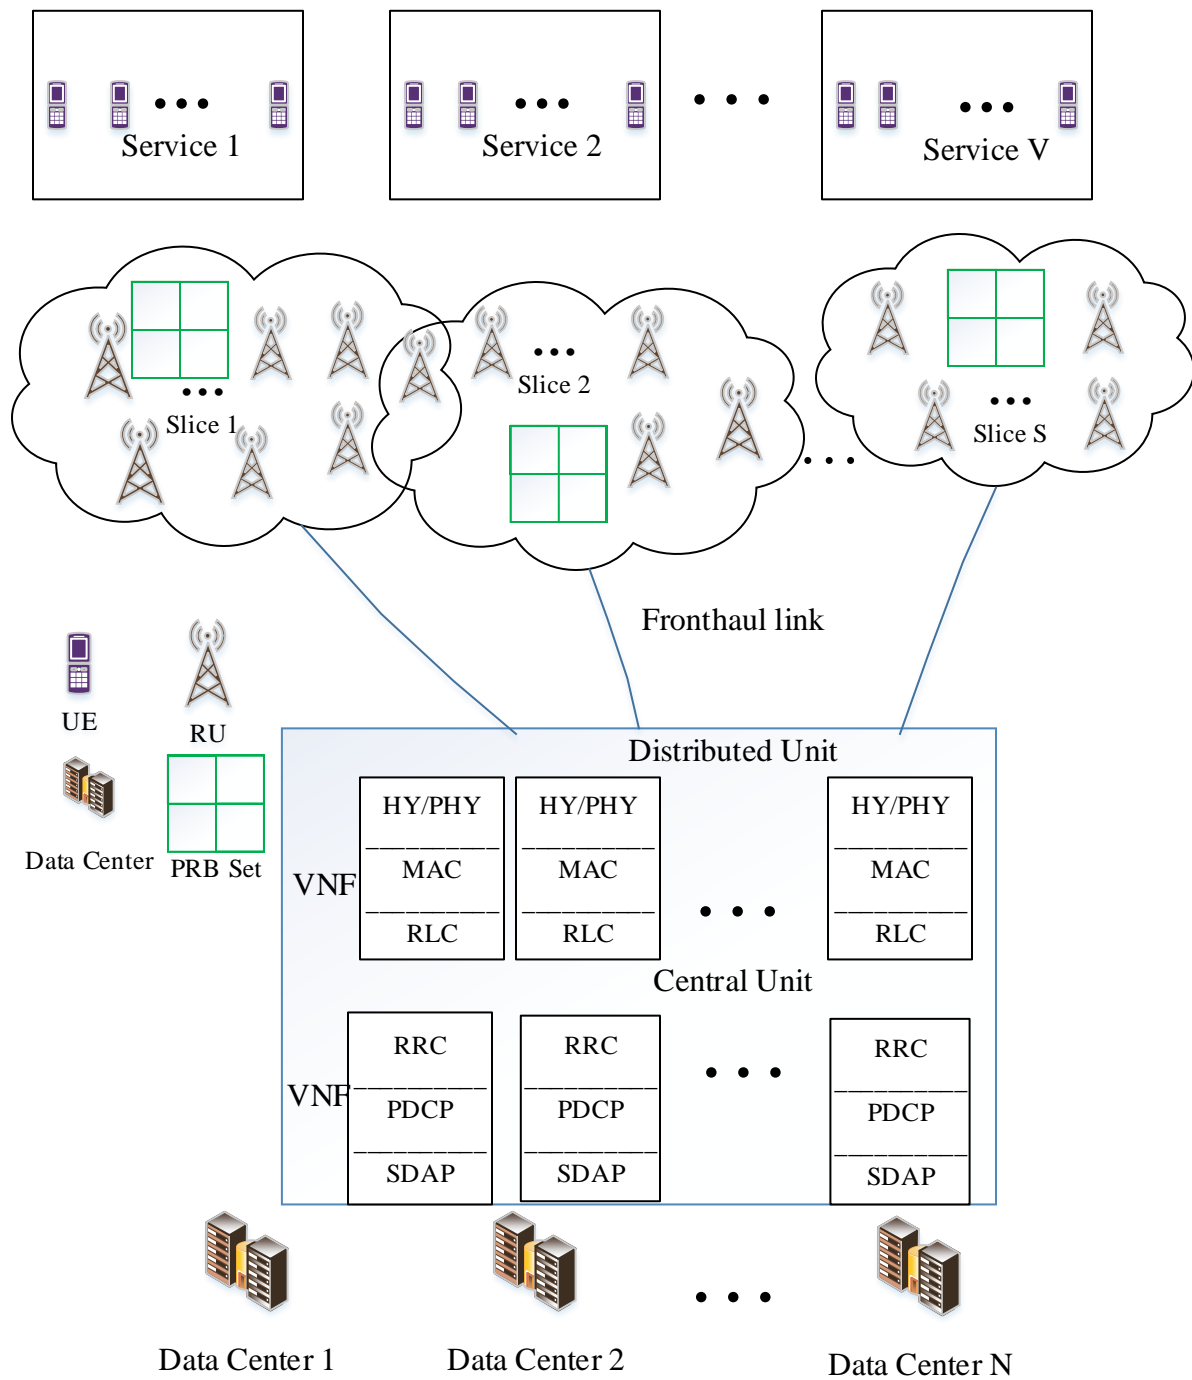 Service 1
Service 2
Service V
Slice 1
Slice 2
Slice S
Fronthaul link
UE
RU
Data Center
PRB Set
Distributed Unit
VNF
HY/PHY
MAC
RLC
HY/PHY
MAC
RLC
HY/PHY
MAC
RLC
Central Unit
VNF
RRC
PDCP
SDAP
RRC
PDCP
SDAP
RRC
PDCP
SDAP
Data Center 1
Data Center 2
Data Center N